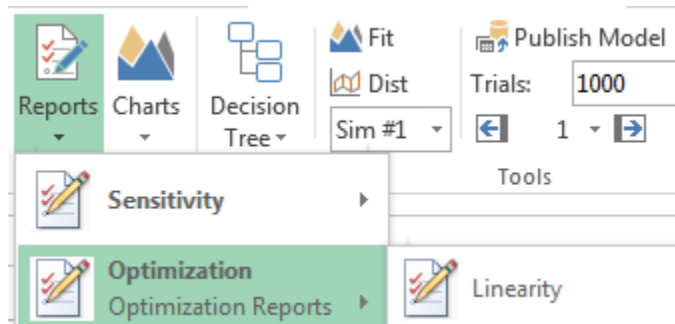 Reports
Charts
Decision
Tree
Fit
Dist
Sim #1
Publish Model
Trials: 1000
1
Tools
Sensitivity
Optimization
Optimization Reports
Linearity